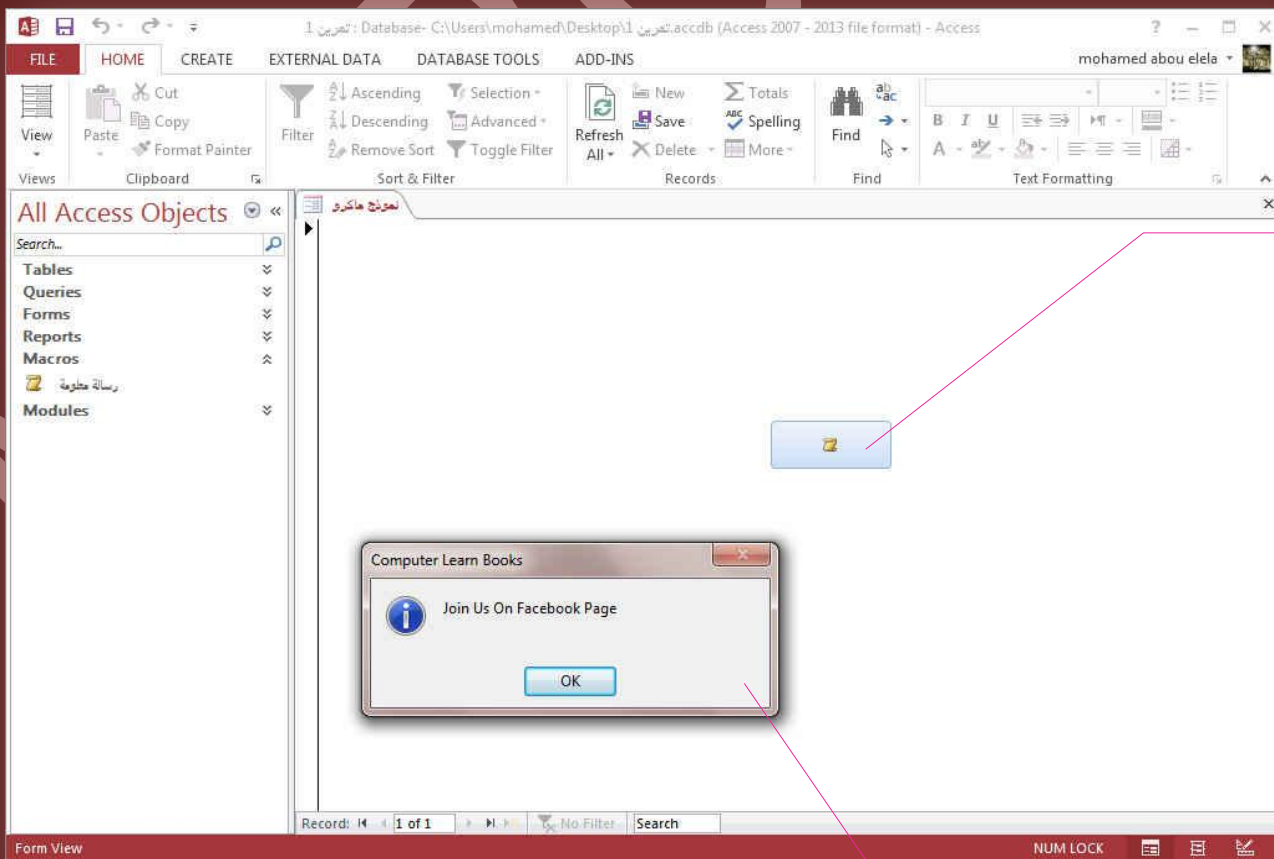 تمرين 1 : Database- C:\Users\mohamed\Desktop\1 تمرين.accdb (Access 2007 - 2013 file format) - Access
FILE HOME CREATE EXTERNAL DATA DATABASE TOOLS ADD-INS mohamed abou elela
Cut Ascending Selection New Totals
Copy Descending Advanced Save Spelling
View Paste Format Painter Filter Remove Sort Toggle Filter Refresh All Delete More Find B I U
Views Clipboard Sort & Filter Records Find Text Formatting
All Access Objects
نموذج ماكرو
Search...
Tables
Queries
Forms
Reports
Macros
رسالة معلومة
Modules
Computer Learn Books
Join Us On Facebook Page
OK
Record: 1 of 1 No Filter Search
Form View NUM LOCK